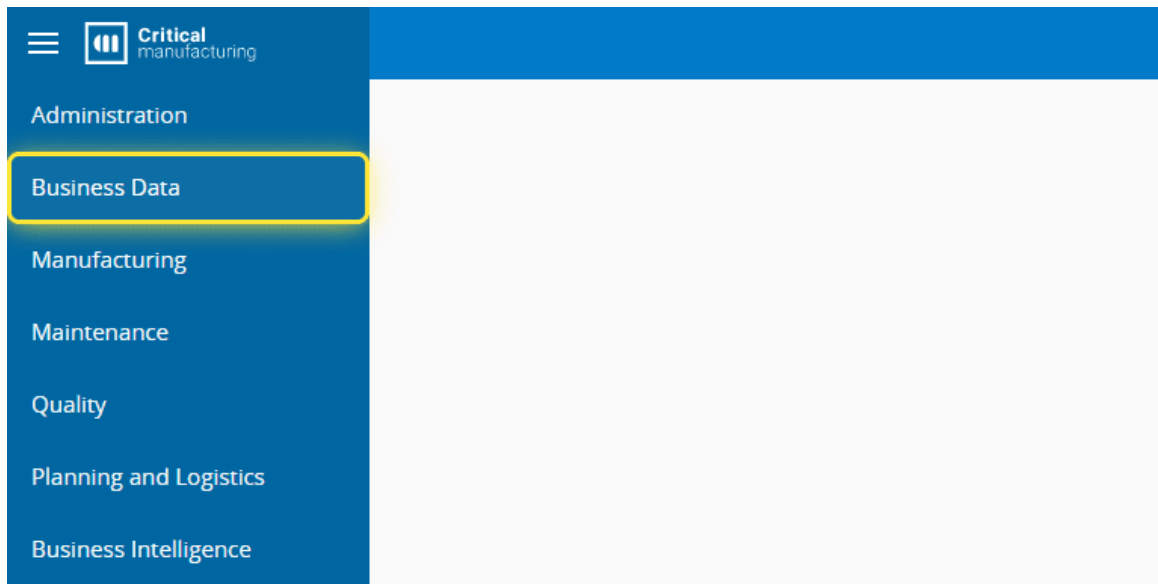 Critical
manufacturing
Administration
Business Data
Manufacturing
Maintenance
Quality
Planning and Logistics
Business Intelligence